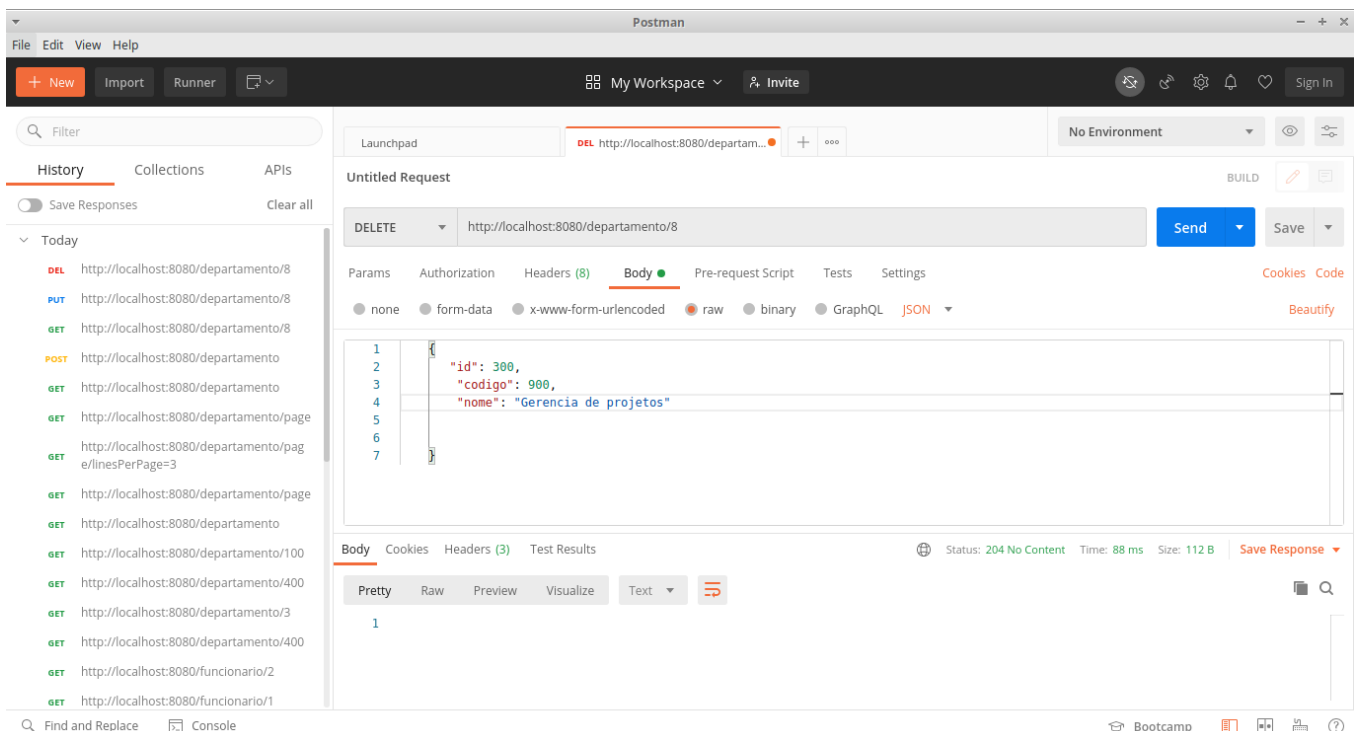 Postman
File Edit View Help
+ New Import Runner My Workspace Invite Sign In
Filter
History Collections APIs
Save Responses Clear all
Today
DEL http://localhost:8080/departamento/8
PUT http://localhost:8080/departamento/8
GET http://localhost:8080/departamento/8
POST http://localhost:8080/departamento
GET http://localhost:8080/departamento
GET http://localhost:8080/departamento/page
GET http://localhost:8080/departamento/pag
e/linesPerPage=3
GET http://localhost:8080/departamento/page
GET http://localhost:8080/departamento
GET http://localhost:8080/departamento/100
GET http://localhost:8080/departamento/400
GET http://localhost:8080/departamento/3
GET http://localhost:8080/departamento/400
GET http://localhost:8080/funcionario/2
GET http://localhost:8080/funcionario/1
Launchpad DEL http://localhost:8080/departam... + ooo No Environment
Untitled Request BUILD
DELETE http://localhost:8080/departamento/8 Send Save
Params Authorization Headers (8) Body Pre-request Script Tests Settings Cookies Code
none form-data x-www-form-urlencoded raw binary GraphQL JSON Beautify
1 {
2 "id": 300,
3 "codigo": 900,
4 "nome": "Gerencia de projetos"
5
6
7 }
Body Cookies Headers (3) Test Results Status: 204 No Content Time: 88 ms Size: 112 B Save Response
Pretty Raw Preview Visualize Text
1
Find and Replace Console Bootcamp